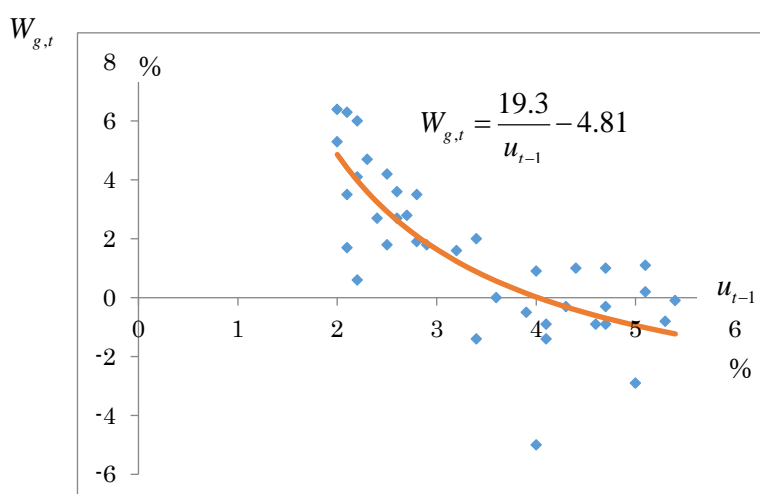 W_{g,t}
8 %
6
W_{g,t} = \frac{19.3}{u_{t-1}} - 4.81
4
2
0 u_{t-1}
0 1 2 3 4 5 6
-2
%
-4
-6